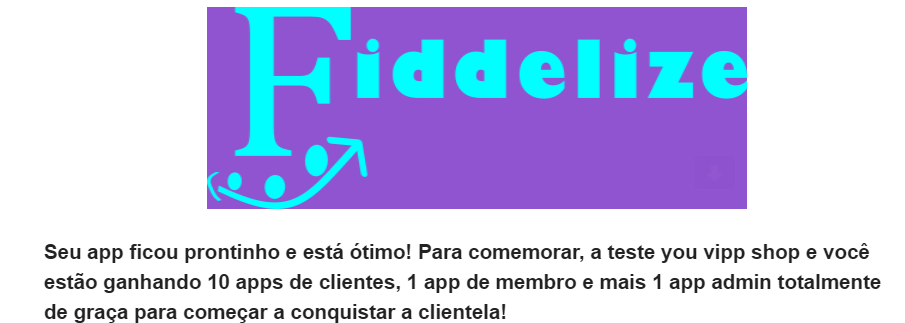 Fiddelize
Seu app ficou prontinho e está ótimo! Para comemorar, a teste you vipp shop e você
estão ganhando 10 apps de clientes, 1 app de membro e mais 1 app admin totalmente
de graça para começar a conquistar a clientela!